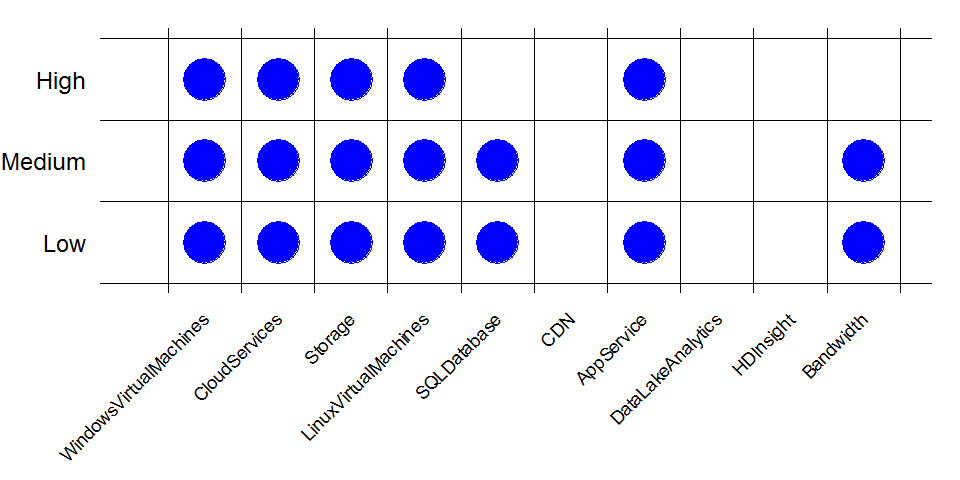 High
Medium
Low
WindowsVirtualMachines
CloudServices
Storage
LinuxVirtualMachines
SQLDatabase
CDN
AppService
DataLakeAnalytics
HDInsight
Bandwidth